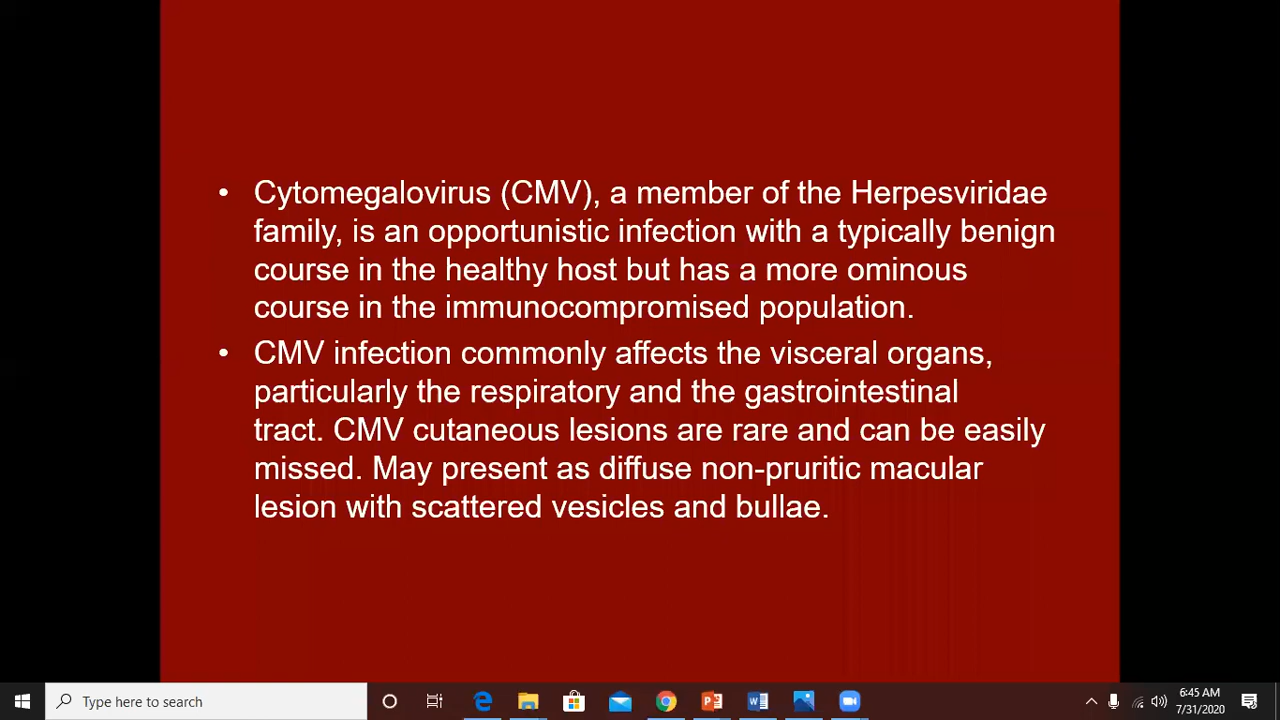 • Cytomegalovirus (CMV), a member of the Herpesviridae
family, is an opportunistic infection with a typically benign
course in the healthy host but has a more ominous
course in the immunocompromised population.
• CMV infection commonly affects the visceral organs,
particularly the respiratory and the gastrointestinal
tract. CMV cutaneous lesions are rare and can be easily
missed. May present as diffuse non-pruritic macular
lesion with scattered vesicles and bullae.
Type here to search
6:45 AM
7/31/2020